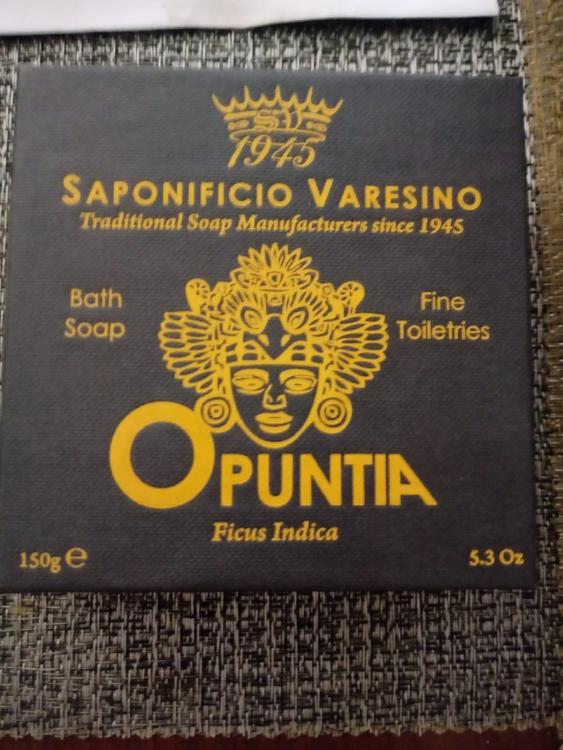 SV
1945
SAPONIFICIO VARESINO
Traditional Soap Manufacturers since 1945
Bath
Soap
Fine
Toiletries
OPUNTIA
Ficus Indica
150g ℮
5.3 Oz